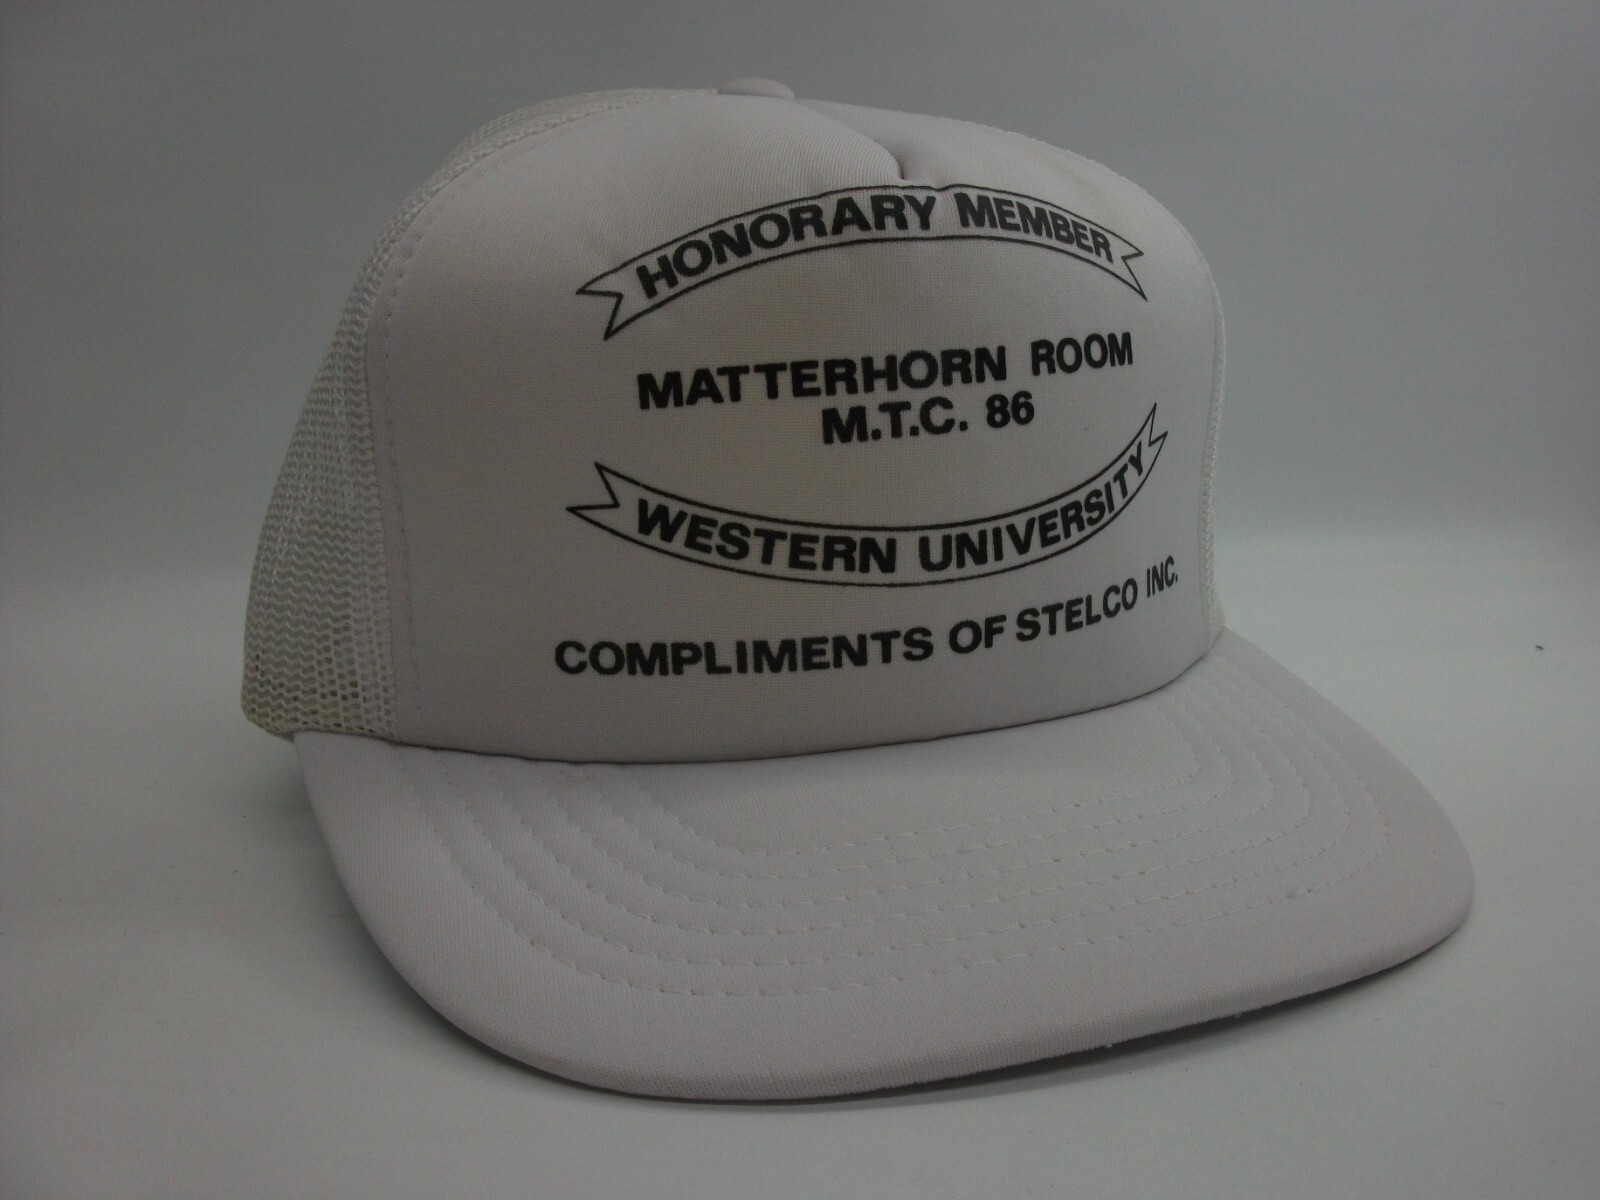 HONORARY MEMBER
MATTERHORN ROOM
M.T.C. 86
WESTERN UNIVERSITY
COMPLIMENTS OF STELCO INC.